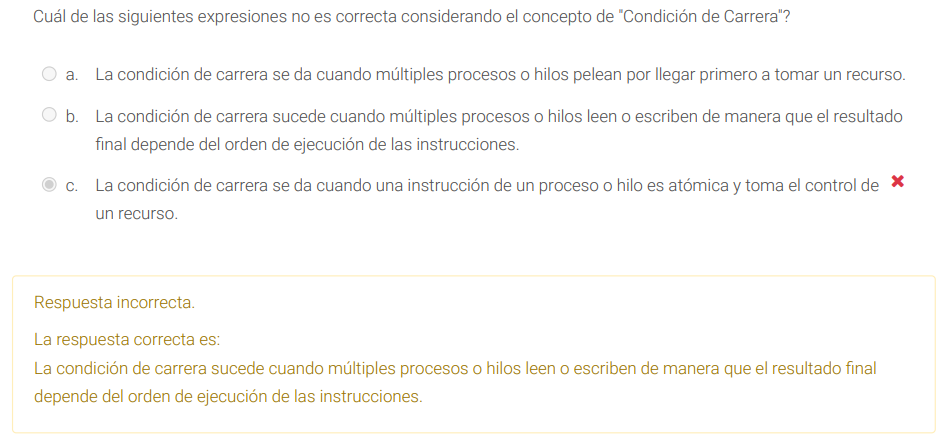 Cuál de las siguientes expresiones no es correcta considerando el concepto de "Condición de Carrera"?
a. La condición de carrera se da cuando múltiples procesos o hilos pelean por llegar primero a tomar un recurso.
b. La condición de carrera sucede cuando múltiples procesos o hilos leen o escriben de manera que el resultado
final depende del orden de ejecución de las instrucciones.
c. La condición de carrera se da cuando una instrucción de un proceso o hilo es atómica y toma el control de
un recurso.
Respuesta incorrecta.
La respuesta correcta es:
La condición de carrera sucede cuando múltiples procesos o hilos leen o escriben de manera que el resultado final
depende del orden de ejecución de las instrucciones.